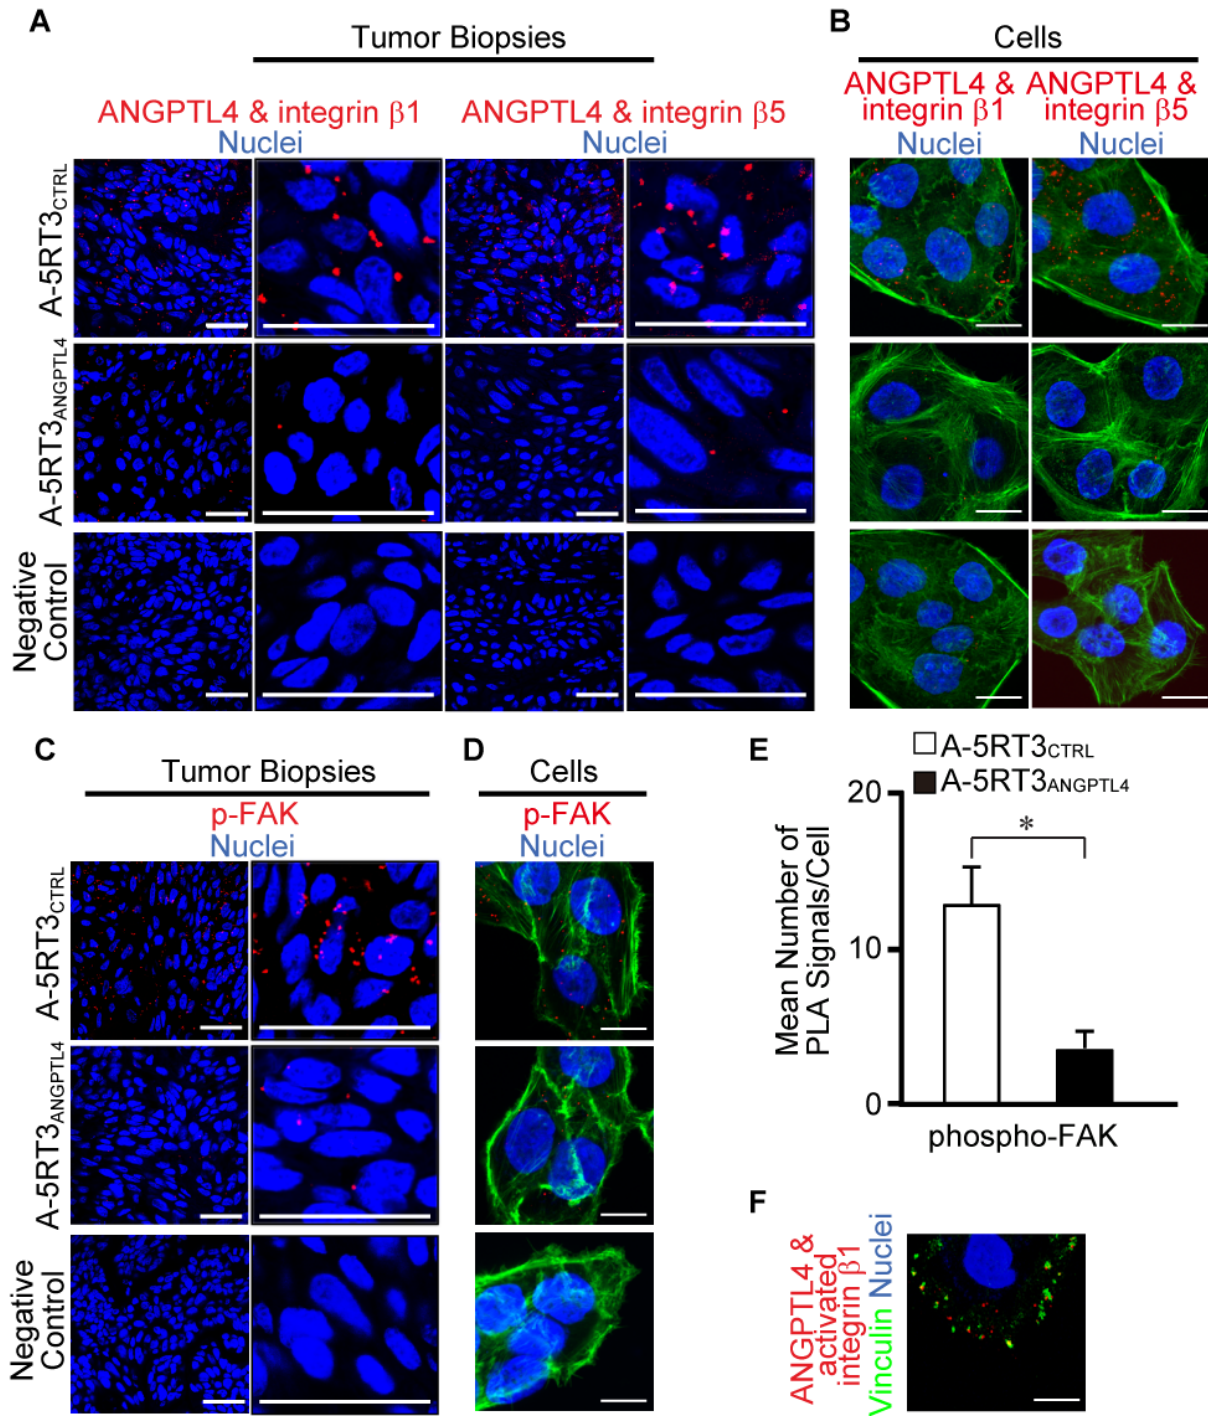 A
Tumor Biopsies
ANGPTL4 & integrin β1
Nuclei
ANGPTL4 & integrin β5
Nuclei
A-5RT3CTRL
A-5RT3ANGPTL4
Negative
Control
B
Cells
ANGPTL4 &
integrin β1
Nuclei
ANGPTL4 &
integrin β5
Nuclei
C
Tumor Biopsies
p-FAK
Nuclei
A-5RT3CTRL
A-5RT3ANGPTL4
Negative
Control
D
Cells
p-FAK
Nuclei
E
A-5RT3CTRL
A-5RT3ANGPTL4
Mean Number of
PLA Signals/Cell
20
10
0
*
phospho-FAK
F
ANGPTL4 &
activated
integrin β1
Vinculin Nuclei